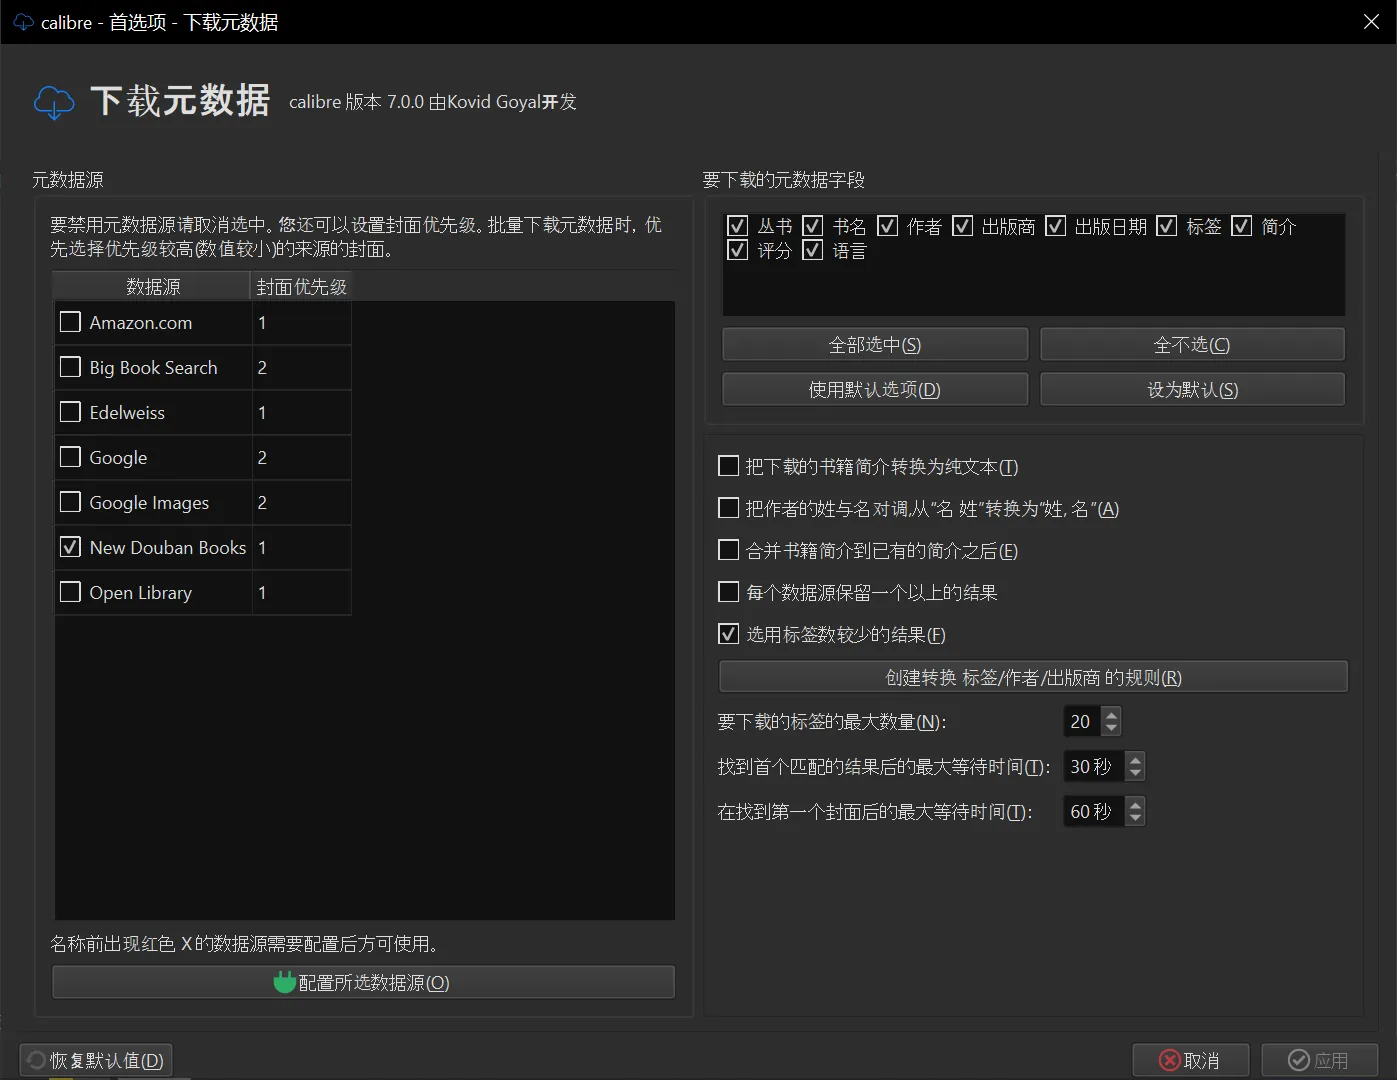 calibre - 首选项 - 下载元数据
下载元数据 calibre 版本 7.0.0 由Kovid Goyal开发
元数据源
要禁用元数据源请取消选中。您还可以设置封面优先级。批量下载元数据时, 优
先选择优先级较高(数值较小)的来源的封面。
数据源 封面优先级
Amazon.com 1
Big Book Search 2
Edelweiss 1
Google 2
Google Images 2
New Douban Books 1
Open Library 1
名称前出现红色 X 的数据源需要配置后方可使用。
配置所选数据源(O)
要下载的元数据字段
丛书 书名 作者 出版商 出版日期 标签 简介
评分 语言
全部选中(S) 全不选(C)
使用默认选项(D) 设为默认(S)
把下载的书籍简介转换为纯文本(T)
把作者的姓与名对调,从“名 姓”转换为“姓, 名”(A)
合并书籍简介到已有的简介之后(E)
每个数据源保留一个以上的结果
选用标签数较少的结果(F)
创建转换 标签/作者/出版商 的规则(R)
要下载的标签的最大数量(N): 20
找到首个匹配的结果后的最大等待时间(T): 30 秒
在找到第一个封面后的最大等待时间(T): 60 秒
恢复默认值(D) 取消 应用